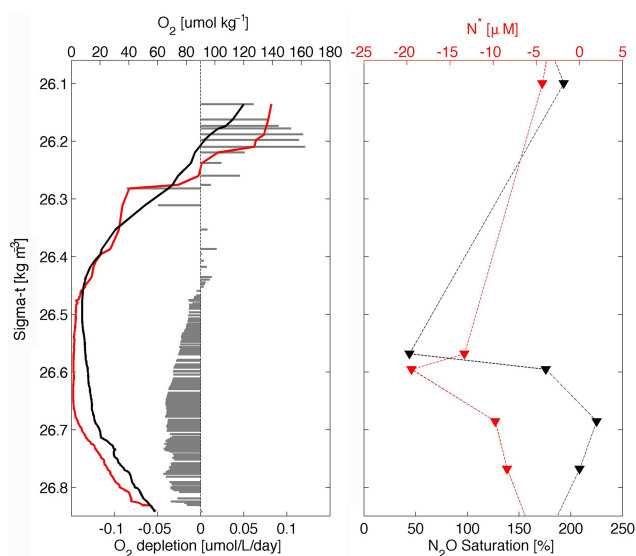 O2 [umol kg⁻¹]
0 20 40 60 80 100 120 140 160 180
26.1
26.2
26.3
26.4
26.5
26.6
26.7
26.8
Sigma-t [kg m⁻³]
-0.1 -0.05 0 0.05 0.1
O2 depletion [umol/L/day]
N* [μ M]
-25 -20 -15 -10 -5 0 5
0 50 100 150 200 250
N2O Saturation [%]